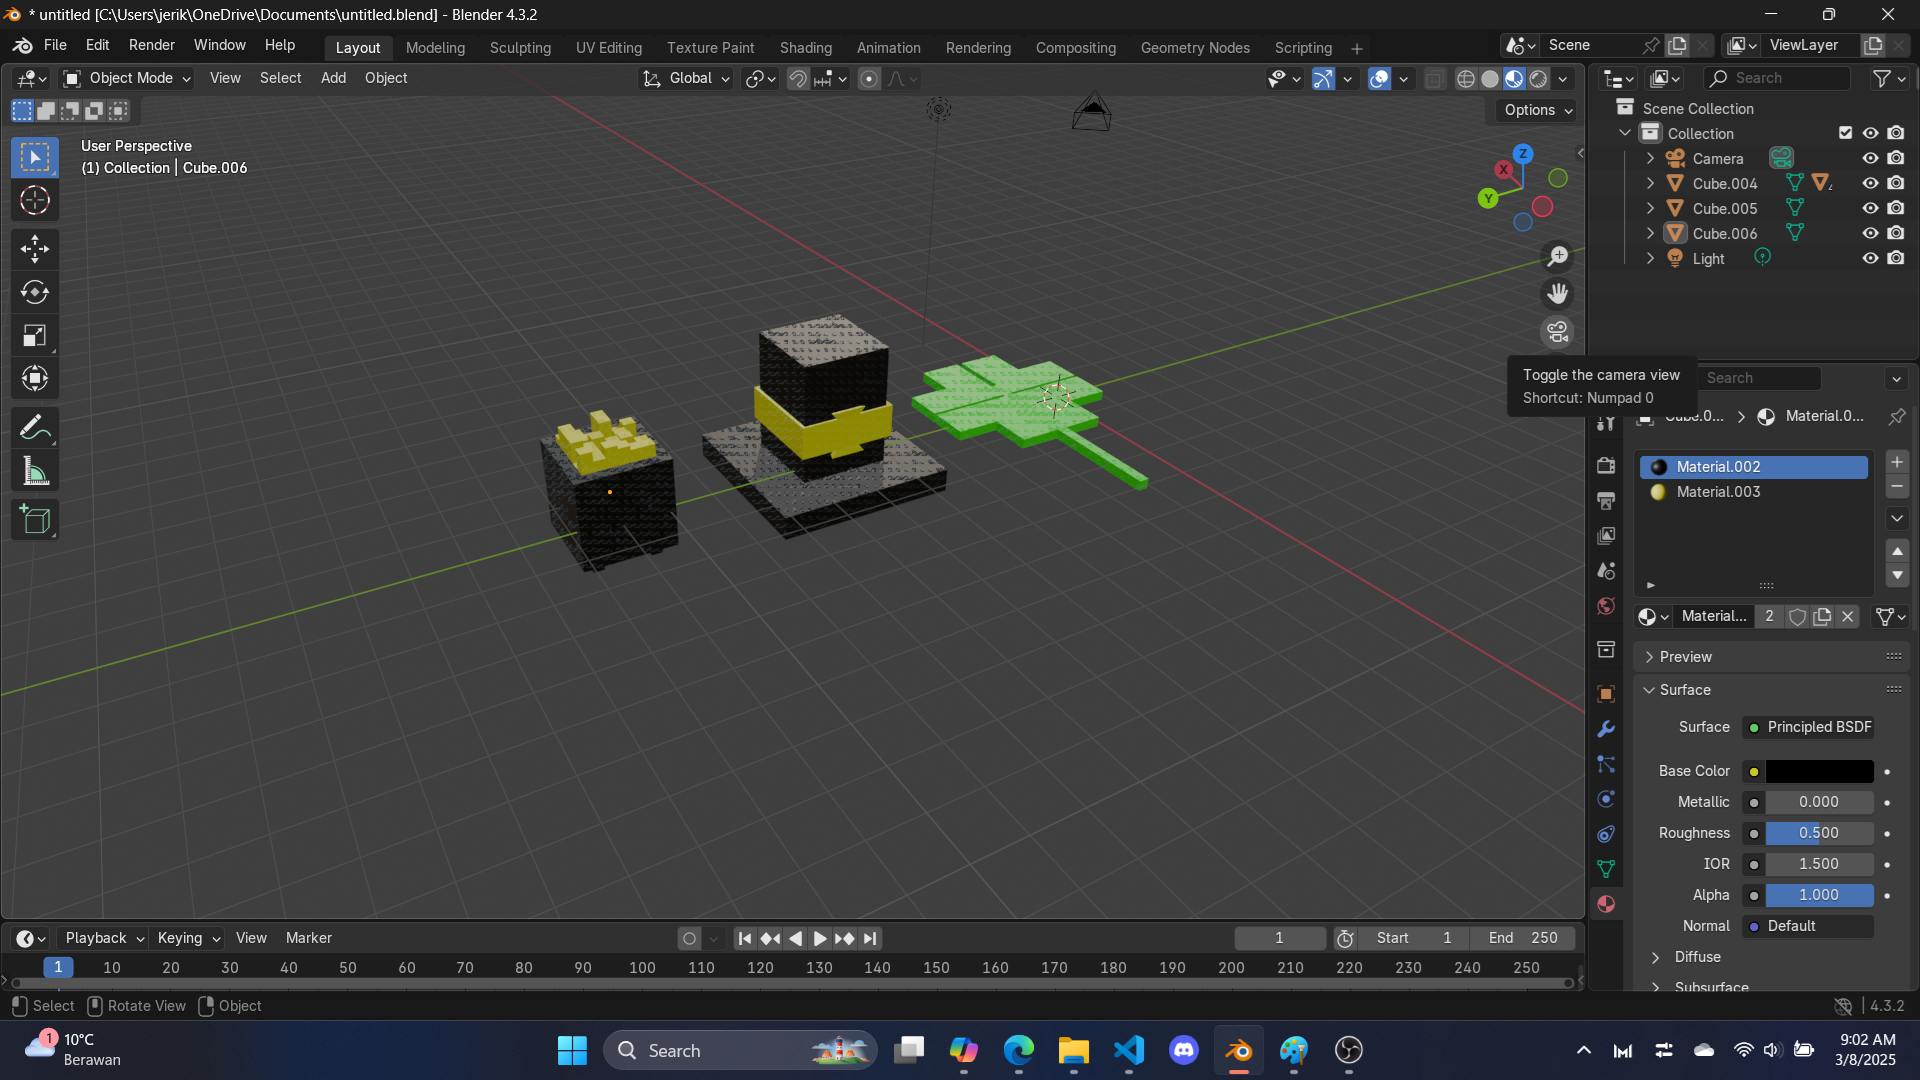 * untitled [C:\Users\jerik\OneDrive\Documents\untitled.blend] - Blender 4.3.2
File Edit Render Window Help
Layout Modeling Sculpting UV Editing Texture Paint Shading Animation Rendering Compositing Geometry Nodes Scripting
Scene
ViewLayer
Object Mode View Select Add Object
Global
Search
Options
User Perspective
(1) Collection | Cube.006
Z
X
Y
Scene Collection
Collection
Camera
Cube.004
Cube.005
Cube.006
Light
Toggle the camera view
Shortcut: Numpad 0
Search
Cube.0... Material.0...
Material.002
Material.003
Material... 2
Preview
Surface
Surface Principled BSDF
Base Color
Metallic 0.000
Roughness 0.500
IOR 1.500
Alpha 1.000
Normal Default
Diffuse
Subsurface
Playback Keying View Marker
1 Start 1 End 250
1 10 20 30 40 50 60 70 80 90 100 110 120 130 140 150 160 170 180 190 200 210 220 230 240 250
Select Rotate View Object
4.3.2
1
10°C
Berawan
Search
9:02 AM
3/8/2025